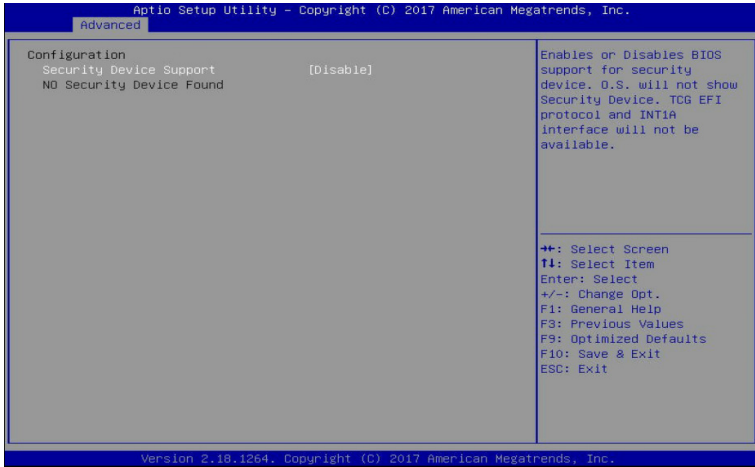 Aptio Setup Utility – Copyright (C) 2017 American Megatrends, Inc.
Advanced
Configuration
Security Device Support [Disable]
NO Security Device Found
Enables or Disables BIOS
support for security
device. O.S. will not show
Security Device. TCG EFI
protocol and INT1A
interface will not be
available.
→←: Select Screen
↑↓: Select Item
Enter: Select
+/-: Change Opt.
F1: General Help
F3: Previous Values
F9: Optimized Defaults
F10: Save & Exit
ESC: Exit
Version 2.18.1264. Copyright (C) 2017 American Megatrends, Inc.